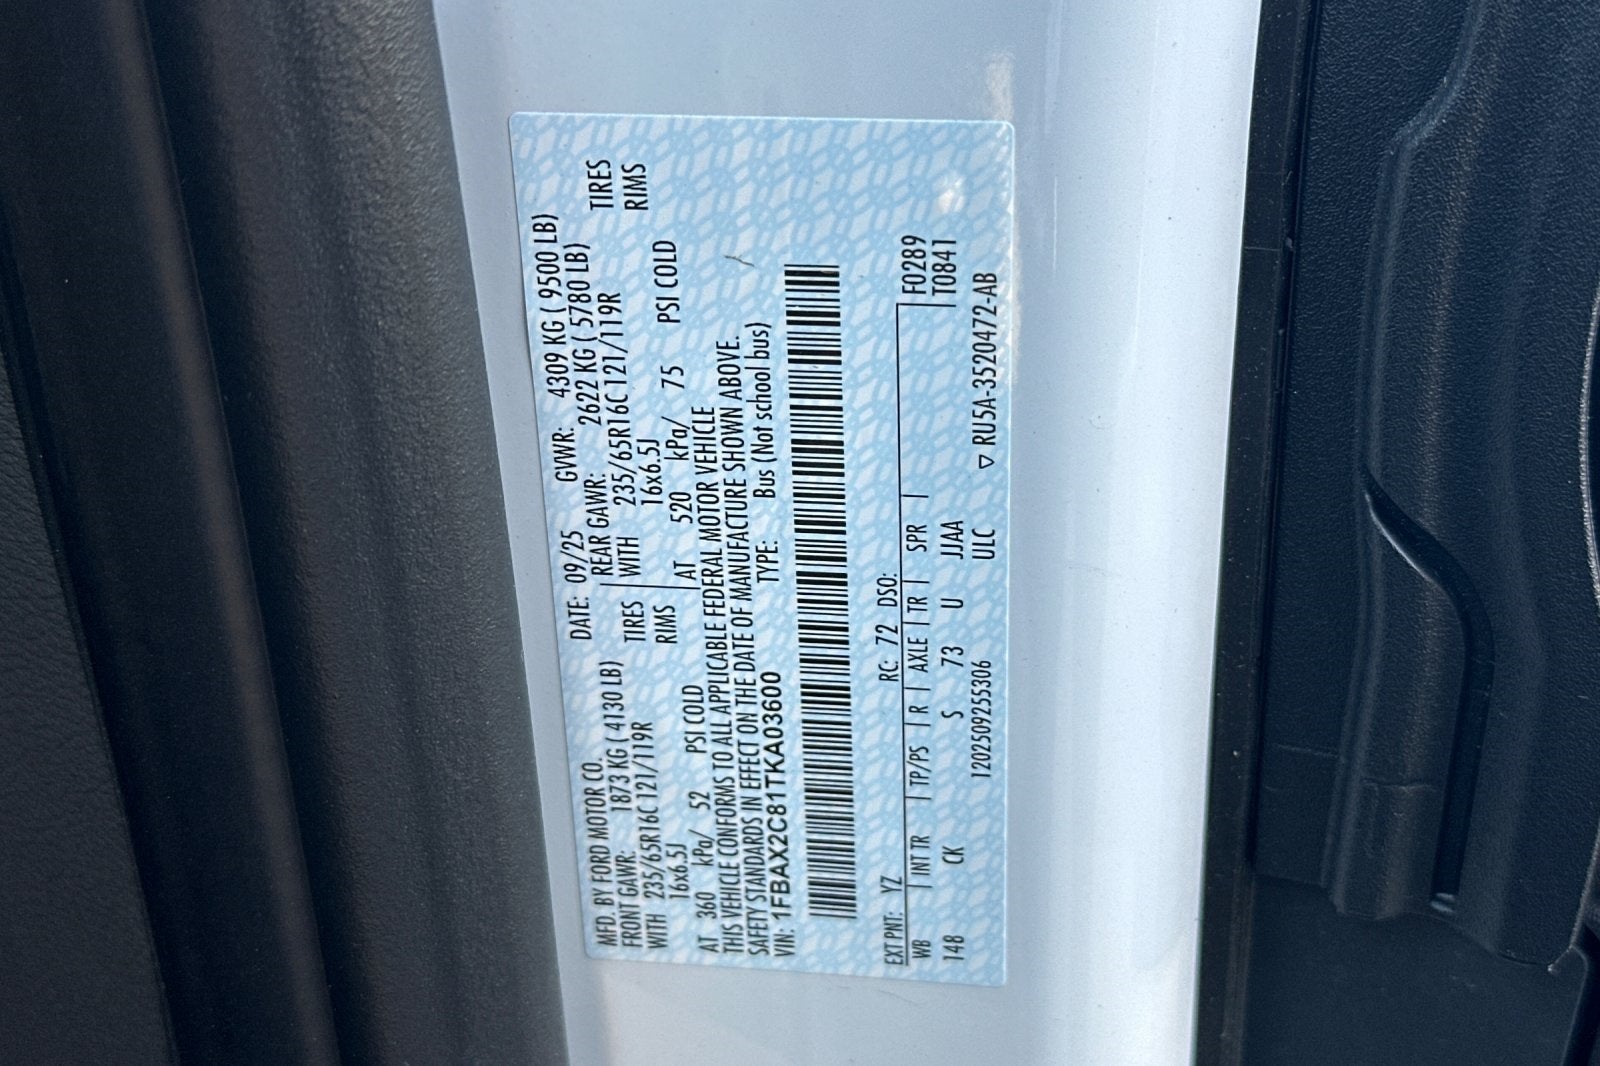 MFD. BY FORD MOTOR CO. DATE: 09/25 GVWR: 4309 KG ( 9500 LB)
FRONT GAWR: 1873 KG ( 4130 LB) REAR GAWR: 2622 KG ( 5780 LB)
WITH 235/65R16C 121/119R TIRES WITH 235/65R16C 121/119R TIRES
16x6.5J RIMS 16x6.5J RIMS
AT 360 kPa/ 52 PSI COLD AT 520 kPa/ 75 PSI COLD
THIS VEHICLE CONFORMS TO ALL APPLICABLE FEDERAL MOTOR VEHICLE
SAFETY STANDARDS IN EFFECT ON THE DATE OF MANUFACTURE SHOWN ABOVE.
VIN: 1FBAX2C81TKA03600 TYPE: Bus (Not school bus)
EXT PNT: YZ RC: 72 DSO: F0289
WB INT TR TP/PS R AXLE TR SPR T0841
148 CK S 73 U JJAA
1202509255306 ULC ▽ RU5A-3520472-AB